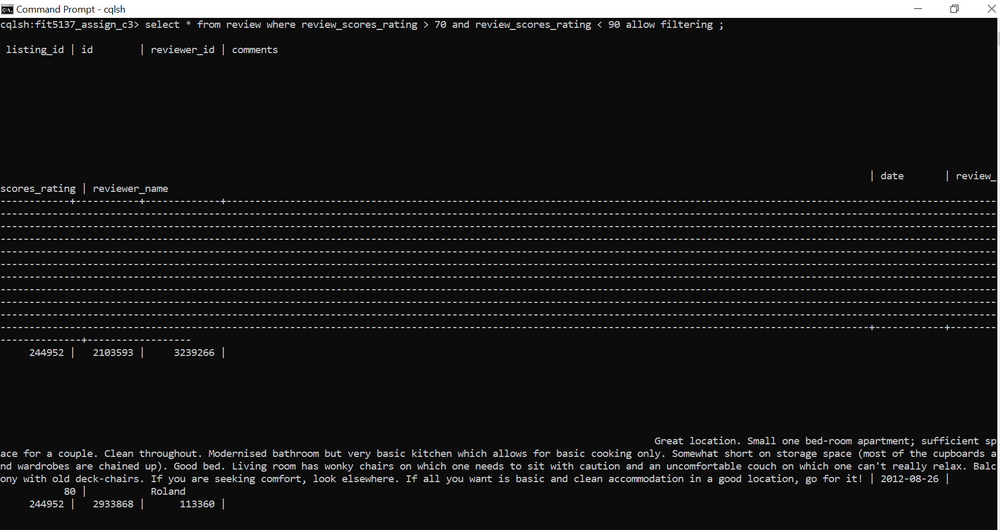 Command Prompt - cqlsh
cqlsh:fit5137_assign_c3> select * from review where review_scores_rating > 70 and review_scores_rating < 90 allow filtering ;
listing_id | id | reviewer_id | comments
| date | review_
scores_rating | reviewer_name
244952 | 2103593 | 3239266 |
Great location. Small one bed-room apartment; sufficient sp
ace for a couple. Clean throughout. Modernised bathroom but very basic kitchen which allows for basic cooking only. Somewhat short on storage space (most of the cupboards a
nd wardrobes are chained up). Good bed. Living room has wonky chairs on which one needs to sit with caution and an uncomfortable couch on which one can't really relax. Balc
ony with old deck-chairs. If you are seeking comfort, look elsewhere. If all you want is basic and clean accommodation in a good location, go for it! | 2012-08-26 |
80 | Roland
244952 | 2933868 | 113360 |